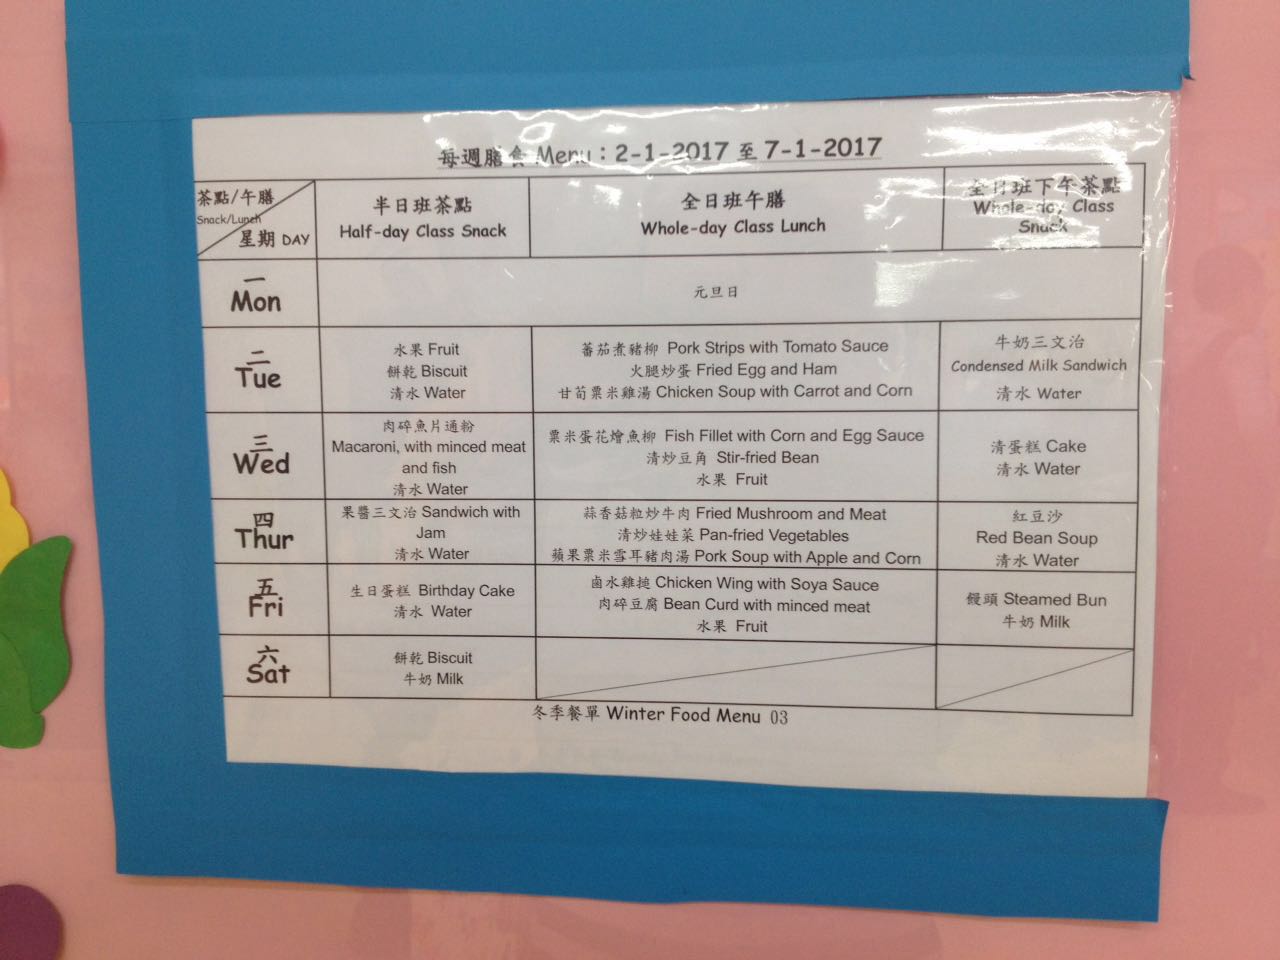 每週膳食 Menu：2-1-2017 至 7-1-2017
茶點/午膳
Snack/Lunch
星期 DAY
半日班茶點
Half-day Class Snack
全日班午膳
Whole-day Class Lunch
全日班下午茶點
Whole-day Class
Snack
一
Mon
元旦日
二
Tue
水果 Fruit
餅乾 Biscuit
清水 Water
蕃茄煮豬柳 Pork Strips with Tomato Sauce
火腿炒蛋 Fried Egg and Ham
甘荀粟米雞湯 Chicken Soup with Carrot and Corn
牛奶三文治
Condensed Milk Sandwich
清水 Water
三
Wed
肉碎魚片通粉
Macaroni, with minced meat
and fish
清水 Water
粟米蛋花燴魚柳 Fish Fillet with Corn and Egg Sauce
清炒豆角 Stir-fried Bean
水果 Fruit
清蛋糕 Cake
清水 Water
四
Thur
果醬三文治 Sandwich with
Jam
清水 Water
蒜香菇粒炒牛肉 Fried Mushroom and Meat
清炒娃娃菜 Pan-fried Vegetables
蘋果粟米雪耳豬肉湯 Pork Soup with Apple and Corn
紅豆沙
Red Bean Soup
清水 Water
五
Fri
生日蛋糕 Birthday Cake
清水 Water
鹵水雞搥 Chicken Wing with Soya Sauce
肉碎豆腐 Bean Curd with minced meat
水果 Fruit
饅頭 Steamed Bun
牛奶 Milk
六
Sat
餅乾 Biscuit
牛奶 Milk
冬季餐單 Winter Food Menu 03